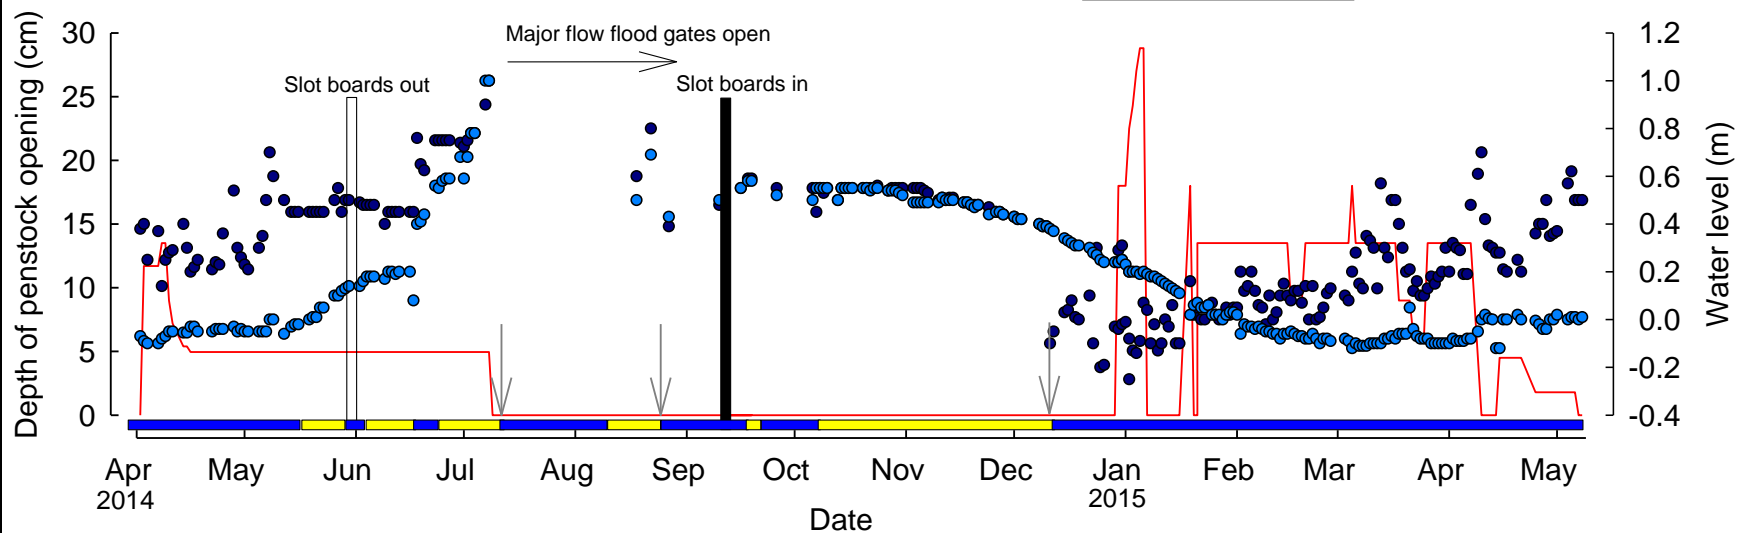 Major flow flood gates open
Slot boards out
Slot boards in
Depth of penstock opening (cm)
30
25
20
15
10
5
0
1.2
1.0
0.8
0.6
0.4
0.2
0.0
-0.2
-0.4
Water level (m)
Apr May Jun Jul Aug Sep Oct Nov Dec Jan Feb Mar Apr May
2014 2015
Date